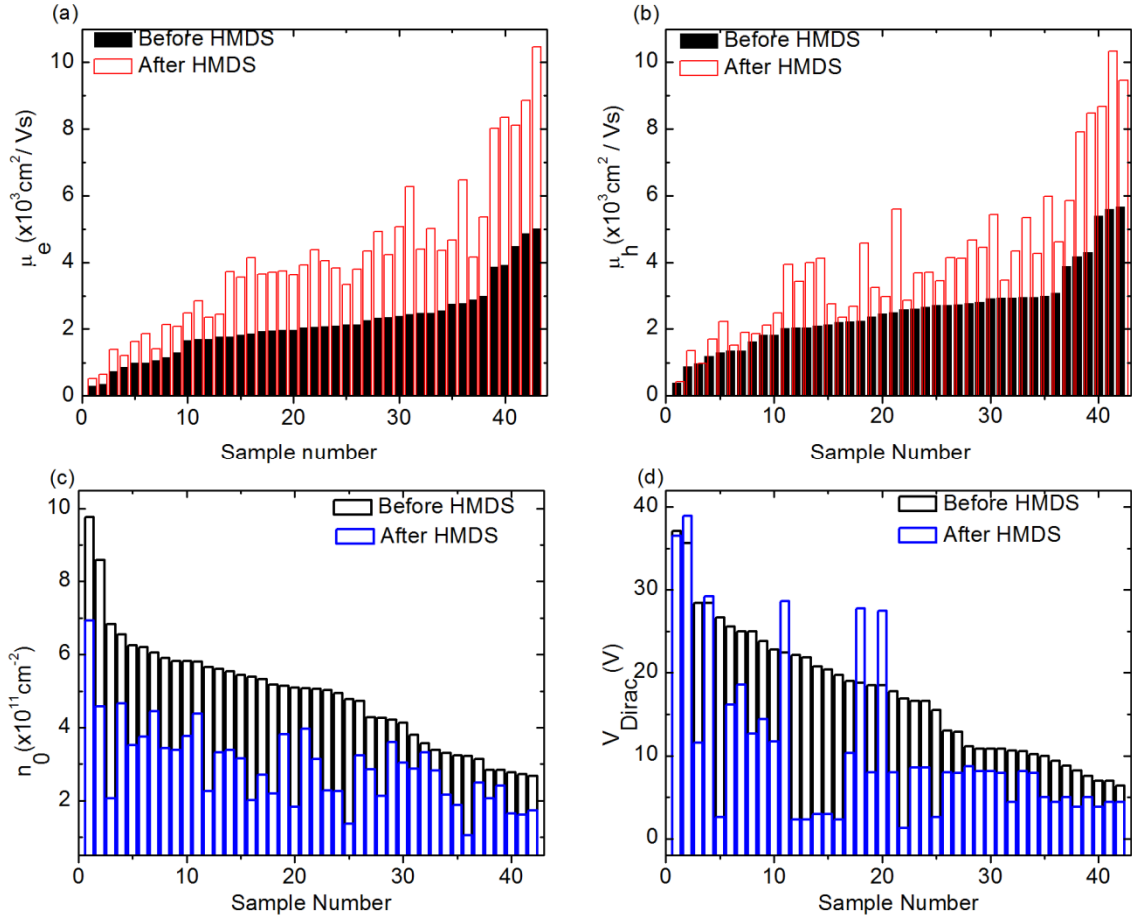 (a)
Before HMDS
After HMDS
μe(x10³cm²/ Vs)
10
8
6
4
2
0
0 10 20 30 40
Sample number
(b)
Before HMDS
After HMDS
μh(x10³cm²/ Vs)
10
8
6
4
2
0
0 10 20 30 40
Sample Number
(c)
Before HMDS
After HMDS
n0(x10¹¹cm⁻²)
10
8
6
4
2
0 10 20 30 40
Sample Number
(d)
Before HMDS
After HMDS
VDirac(V)
40
30
20
10
0
0 10 20 30 40
Sample Number